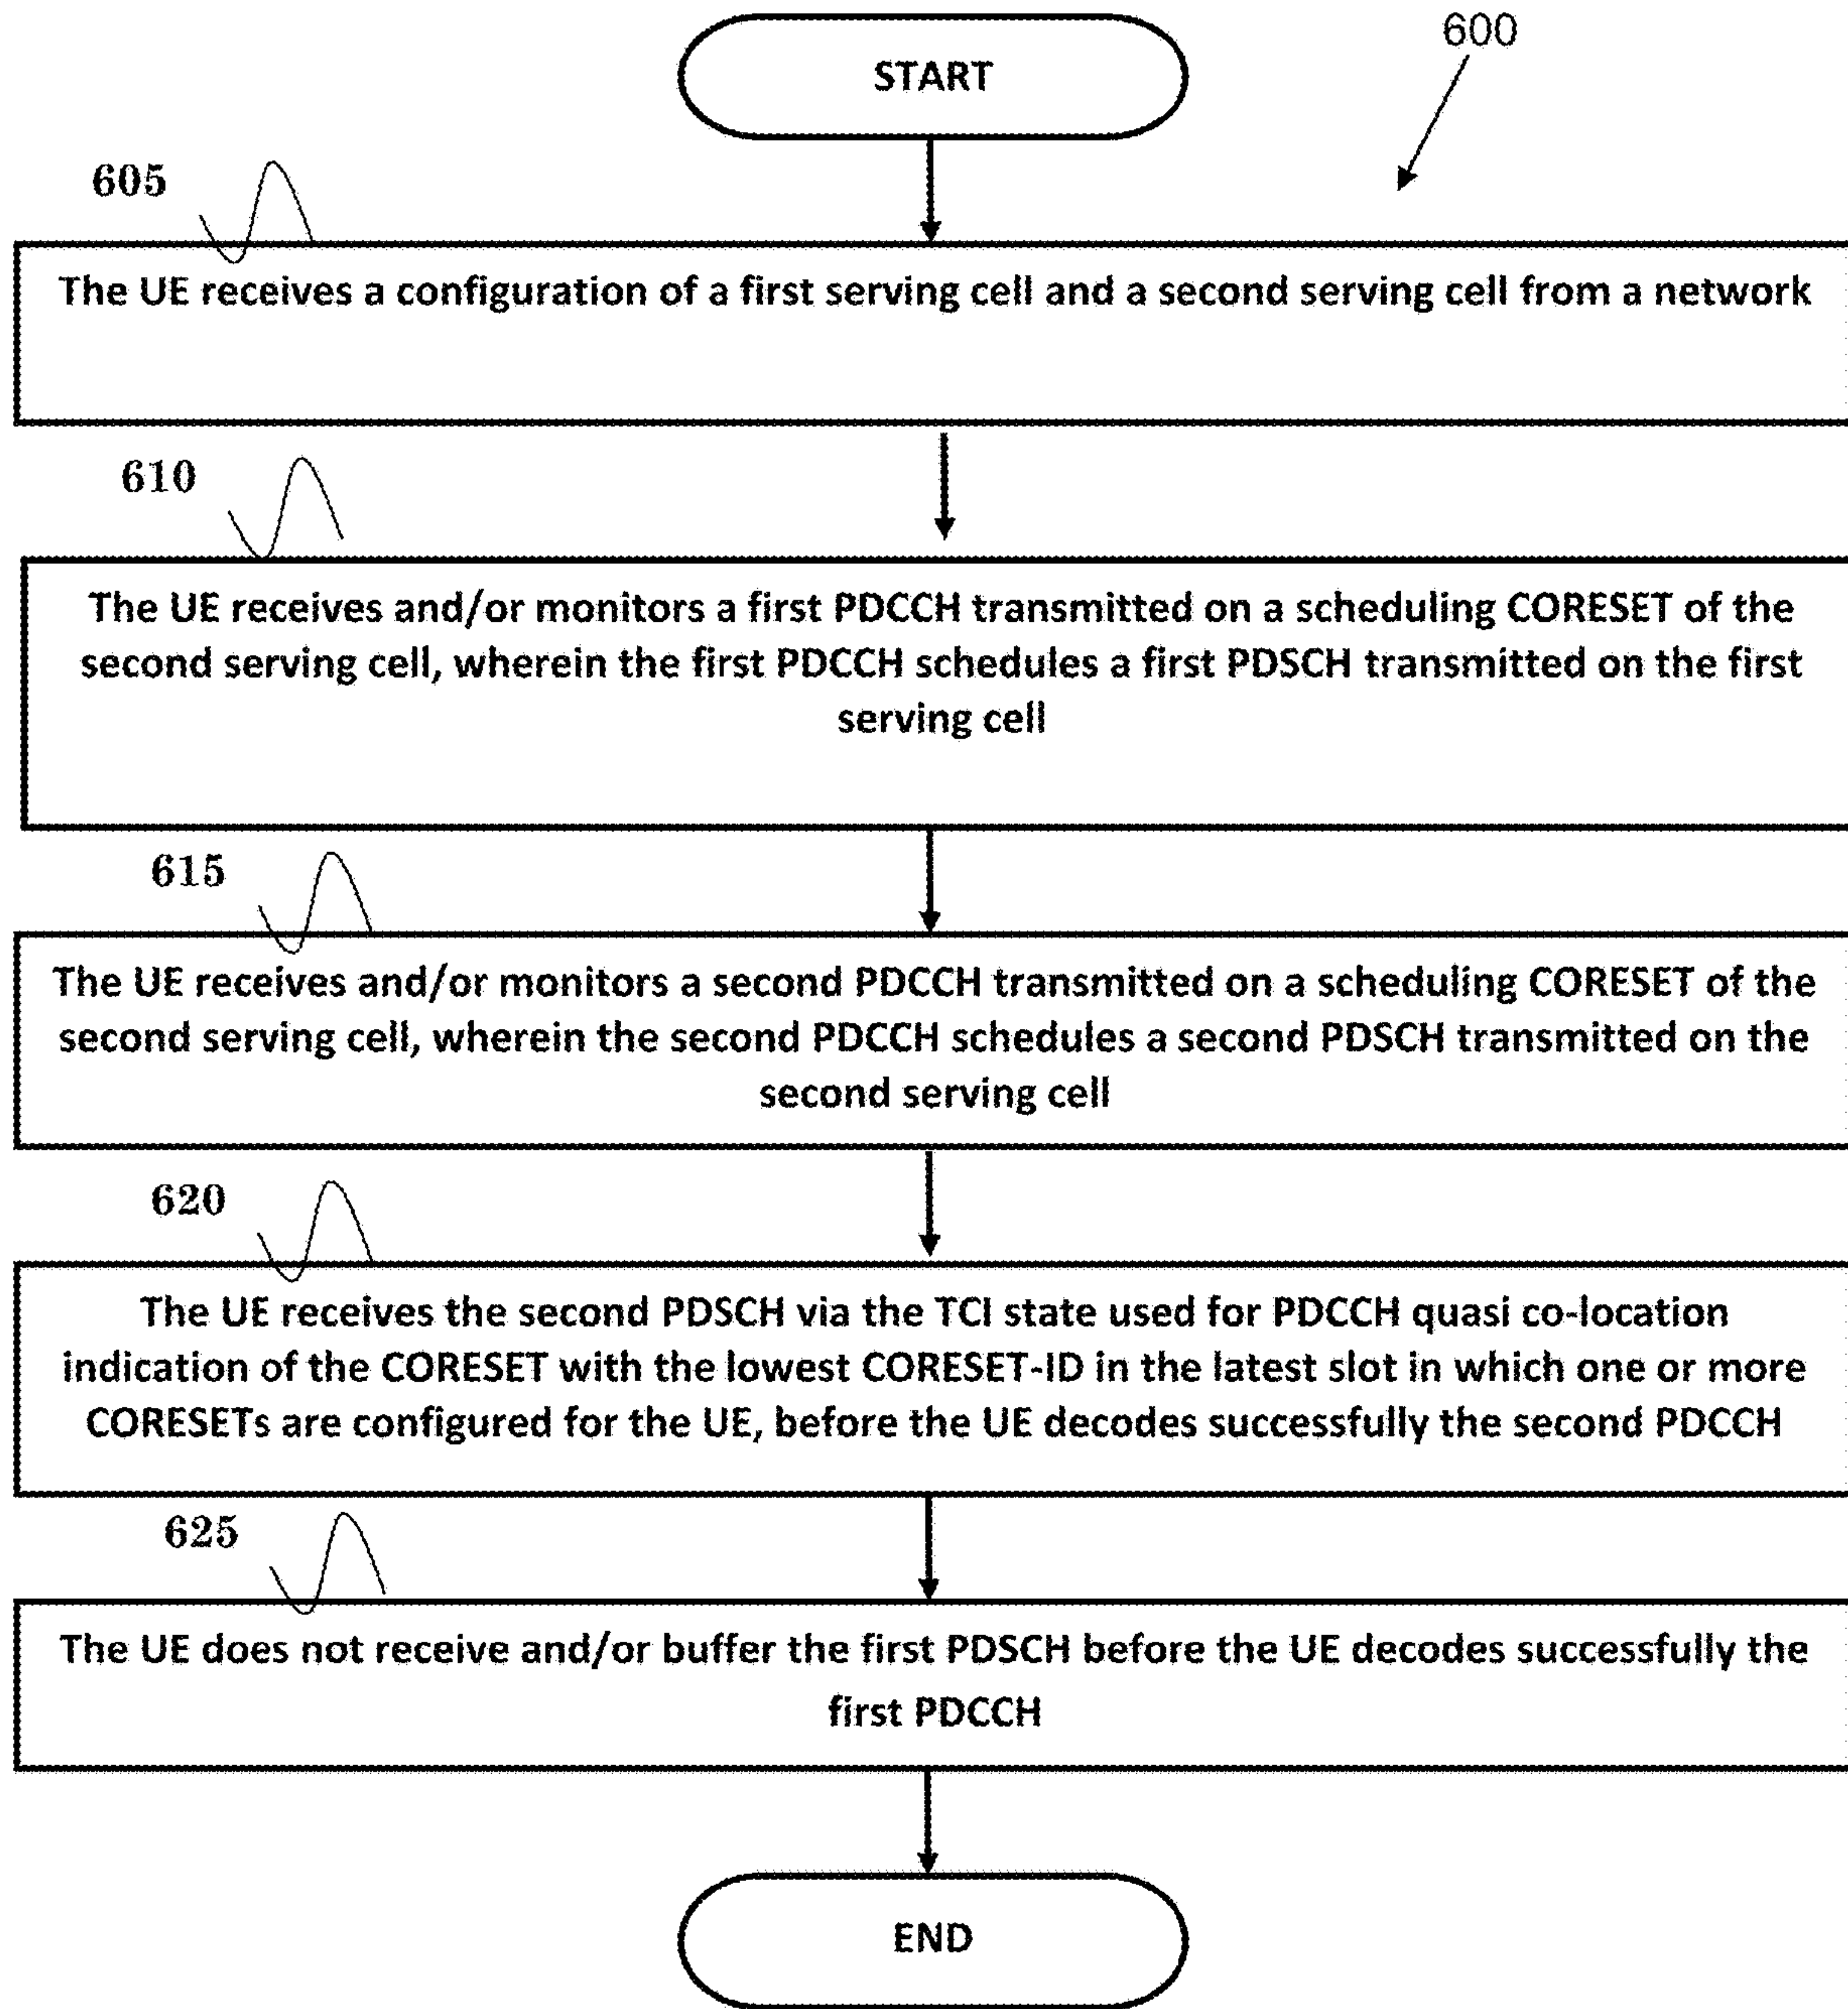 START
600
605
The UE receives a configuration of a first serving cell and a second serving cell from a network
610
The UE receives and/or monitors a first PDCCH transmitted on a scheduling CORESET of the
second serving cell, wherein the first PDCCH schedules a first PDSCH transmitted on the first
serving cell
615
The UE receives and/or monitors a second PDCCH transmitted on a scheduling CORESET of the
second serving cell, wherein the second PDCCH schedules a second PDSCH transmitted on the
second serving cell
620
The UE receives the second PDSCH via the TCI state used for PDCCH quasi co-location
indication of the CORESET with the lowest CORESET-ID in the latest slot in which one or more
CORESETs are configured for the UE, before the UE decodes successfully the second PDCCH
625
The UE does not receive and/or buffer the first PDSCH before the UE decodes successfully the
first PDCCH
END